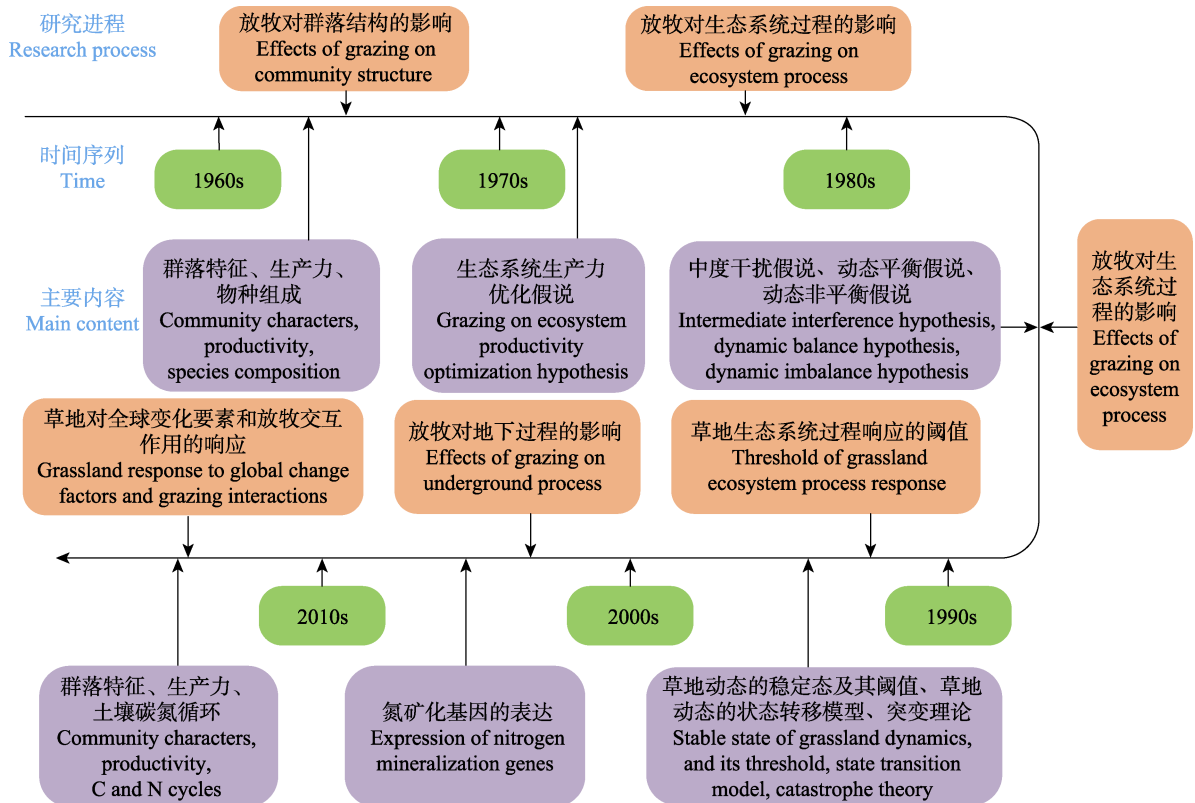 研究进程
Research process
放牧对群落结构的影响
Effects of grazing on
community structure
放牧对生态系统过程的影响
Effects of grazing on
ecosystem process
时间序列
Time
1960s
1970s
1980s
主要内容
Main content
群落特征、生产力、
物种组成
Community characters,
productivity,
species composition
生态系统生产力
优化假说
Grazing on ecosystem
productivity
optimization hypothesis
中度干扰假说、动态平衡假说、
动态非平衡假说
Intermediate interference hypothesis,
dynamic balance hypothesis,
dynamic imbalance hypothesis
放牧对生
态系统过
程的影响
Effects of
grazing on
ecosystem
process
草地对全球变化要素和放牧交互
作用的响应
Grassland response to global change
factors and grazing interactions
放牧对地下过程的影响
Effects of grazing on
underground process
草地生态系统过程响应的阈值
Threshold of grassland
ecosystem process response
2010s
2000s
1990s
群落特征、生产力、
土壤碳氮循环
Community characters,
productivity,
C and N cycles
氮矿化基因的表达
Expression of nitrogen
mineralization genes
草地动态的稳定态及其阈值、草地
动态的状态转移模型、突变理论
Stable state of grassland dynamics,
and its threshold, state transition
model, catastrophe theory